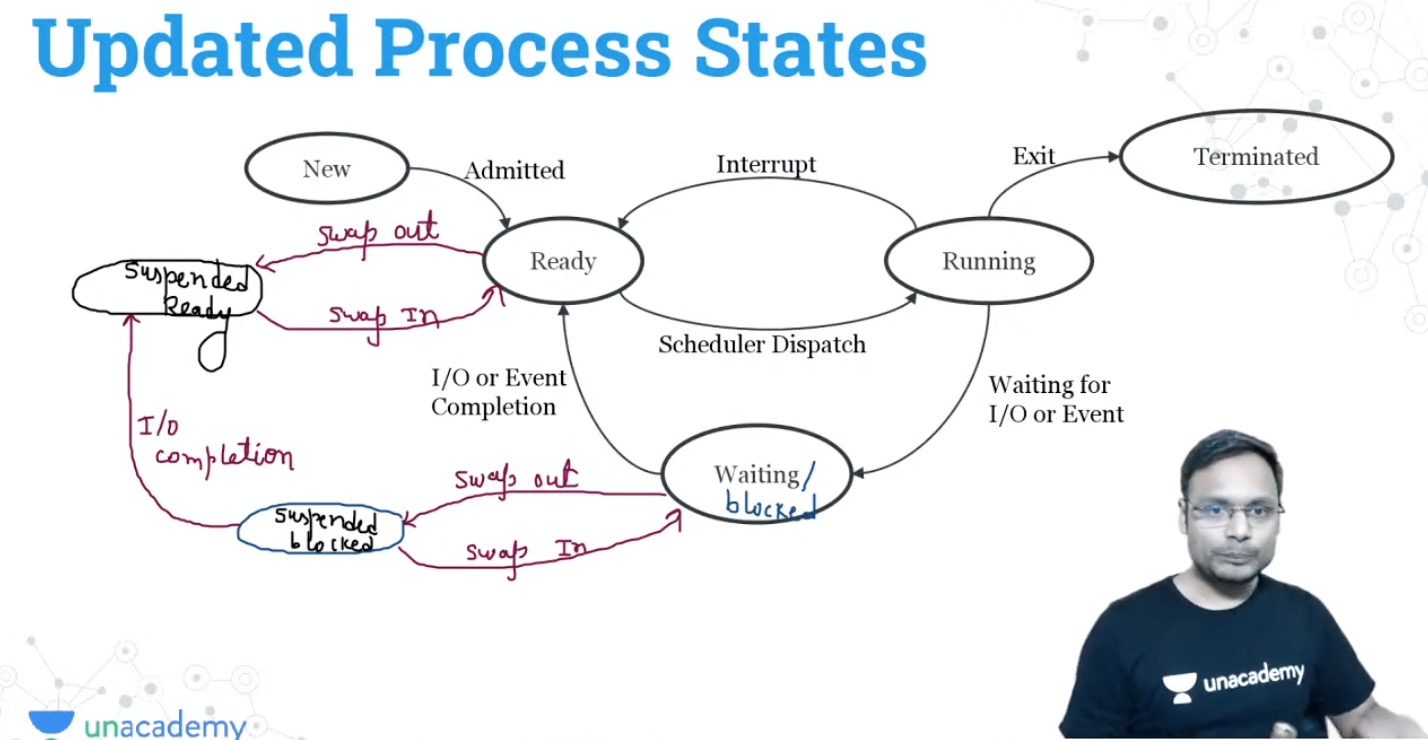 Updated Process States
New
Admitted
Interrupt
Exit
Terminated
swap out
Ready
Running
Suspended
Ready
swap In
Scheduler Dispatch
I/O or Event
Completion
Waiting for
I/O or Event
I/O
completion
swap out
Waiting/
blocked
Suspended
blocked
swap In
unacademy
unacademy